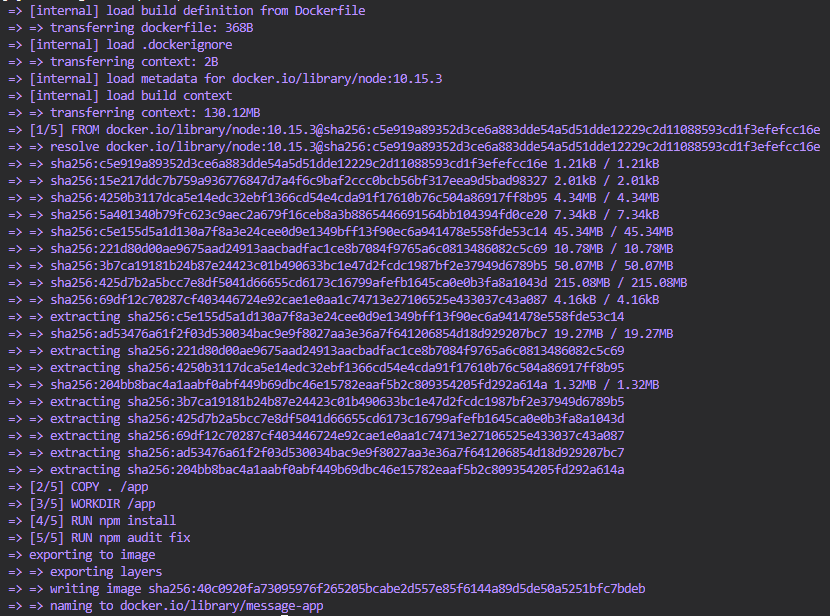 => [internal] load build definition from Dockerfile
=> => transferring dockerfile: 368B
=> [internal] load .dockerignore
=> => transferring context: 2B
=> [internal] load metadata for docker.io/library/node:10.15.3
=> [internal] load build context
=> => transferring context: 130.12MB
=> [1/5] FROM docker.io/library/node:10.15.3@sha256:c5e919a89352d3ce6a883dde54a5d51dde12229c2d11088593cd1f3efefcc16e
=> => resolve docker.io/library/node:10.15.3@sha256:c5e919a89352d3ce6a883dde54a5d51dde12229c2d11088593cd1f3efefcc16e
=> => sha256:c5e919a89352d3ce6a883dde54a5d51dde12229c2d11088593cd1f3efefcc16e 1.21kB / 1.21kB
=> => sha256:15e217ddc7b759a936776847d7a4f6c9baf2ccc0bcb56bf317eea9d5bad98327 2.01kB / 2.01kB
=> => sha256:4250b3117dca5e14edc32ebf1366cd54e4cda91f17610b76c504a86917ff8b95 4.34MB / 4.34MB
=> => sha256:5a401340b79fc623c9aec2a679f16ceb8a3b8865446691564bb104394fd0ce20 7.34kB / 7.34kB
=> => sha256:c5e155d5a1d130a7f8a3e24cee0d9e1349bff13f90ec6a941478e558fde53c14 45.34MB / 45.34MB
=> => sha256:221d80d00ae9675aad24913aacbadfac1ce8b7084f9765a6c0813486082c5c69 10.78MB / 10.78MB
=> => sha256:3b7ca19181b24b87e24423c01b490633bc1e47d2fcdc1987bf2e37949d6789b5 50.07MB / 50.07MB
=> => sha256:425d7b2a5bcc7e8df5041d66655cd6173c16799afefb1645ca0e0b3fa8a1043d 215.08MB / 215.08MB
=> => sha256:69df12c70287cf403446724e92cae1e0aa1c74713e27106525e433037c43a087 4.16kB / 4.16kB
=> => extracting sha256:c5e155d5a1d130a7f8a3e24cee0d9e1349bff13f90ec6a941478e558fde53c14
=> => sha256:ad53476a61f2f03d530034bac9e9f8027aa3e36a7f641206854d18d929207bc7 19.27MB / 19.27MB
=> => extracting sha256:221d80d00ae9675aad24913aacbadfac1ce8b7084f9765a6c0813486082c5c69
=> => extracting sha256:4250b3117dca5e14edc32ebf1366cd54e4cda91f17610b76c504a86917ff8b95
=> => sha256:204bb8bac4a1aabf0abf449b69dbc46e15782eaaf5b2c809354205fd292a614a 1.32MB / 1.32MB
=> => extracting sha256:3b7ca19181b24b87e24423c01b490633bc1e47d2fcdc1987bf2e37949d6789b5
=> => extracting sha256:425d7b2a5bcc7e8df5041d66655cd6173c16799afefb1645ca0e0b3fa8a1043d
=> => extracting sha256:69df12c70287cf403446724e92cae1e0aa1c74713e27106525e433037c43a087
=> => extracting sha256:ad53476a61f2f03d530034bac9e9f8027aa3e36a7f641206854d18d929207bc7
=> => extracting sha256:204bb8bac4a1aabf0abf449b69dbc46e15782eaaf5b2c809354205fd292a614a
=> [2/5] COPY . /app
=> [3/5] WORKDIR /app
=> [4/5] RUN npm install
=> [5/5] RUN npm audit fix
=> exporting to image
=> => exporting layers
=> => writing image sha256:40c0920fa73095976f265205bcabe2d557e85f6144a89d5de50a5251bfc7bdeb
=> => naming to docker.io/library/message-app